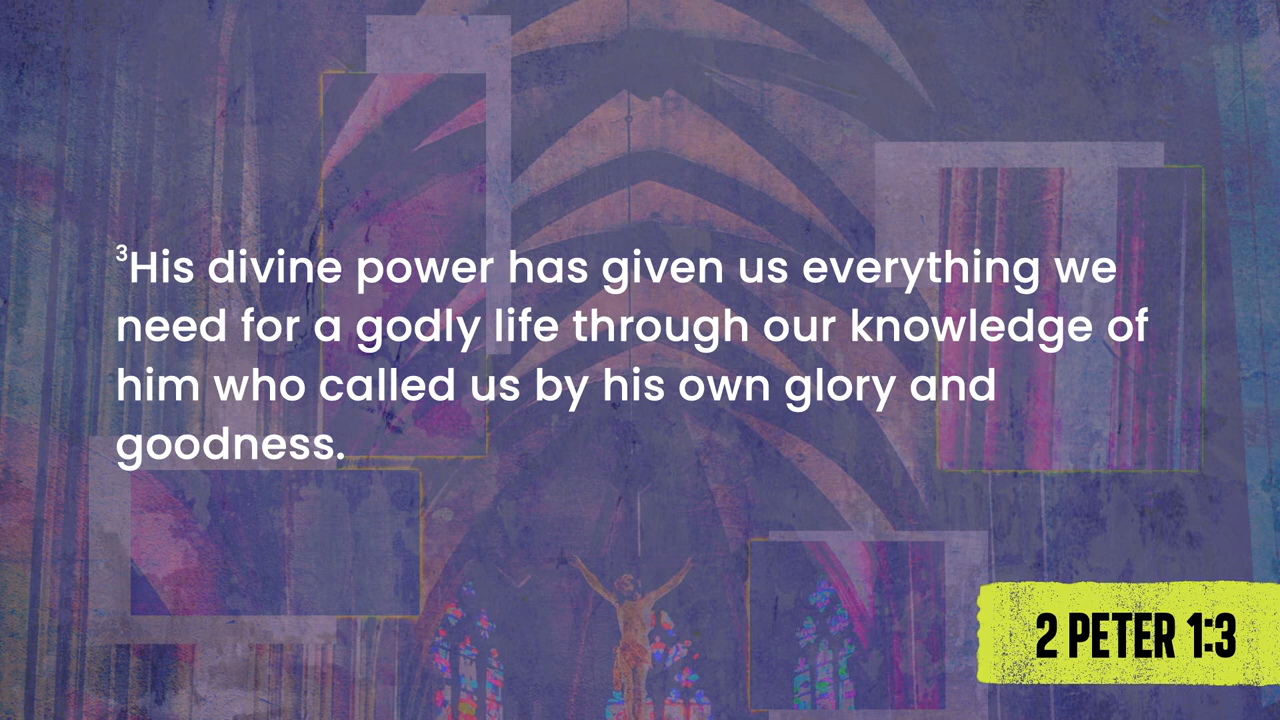 ³His divine power has given us everything we
need for a godly life through our knowledge of
him who called us by his own glory and
goodness.
2 PETER 1:3